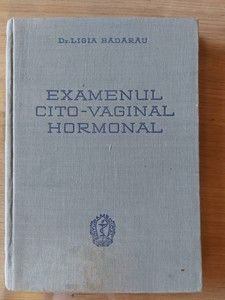 Dr. LIGIA BĂDĂRĂU
EXAMENUL
CITO-VAGINAL
HORMONAL